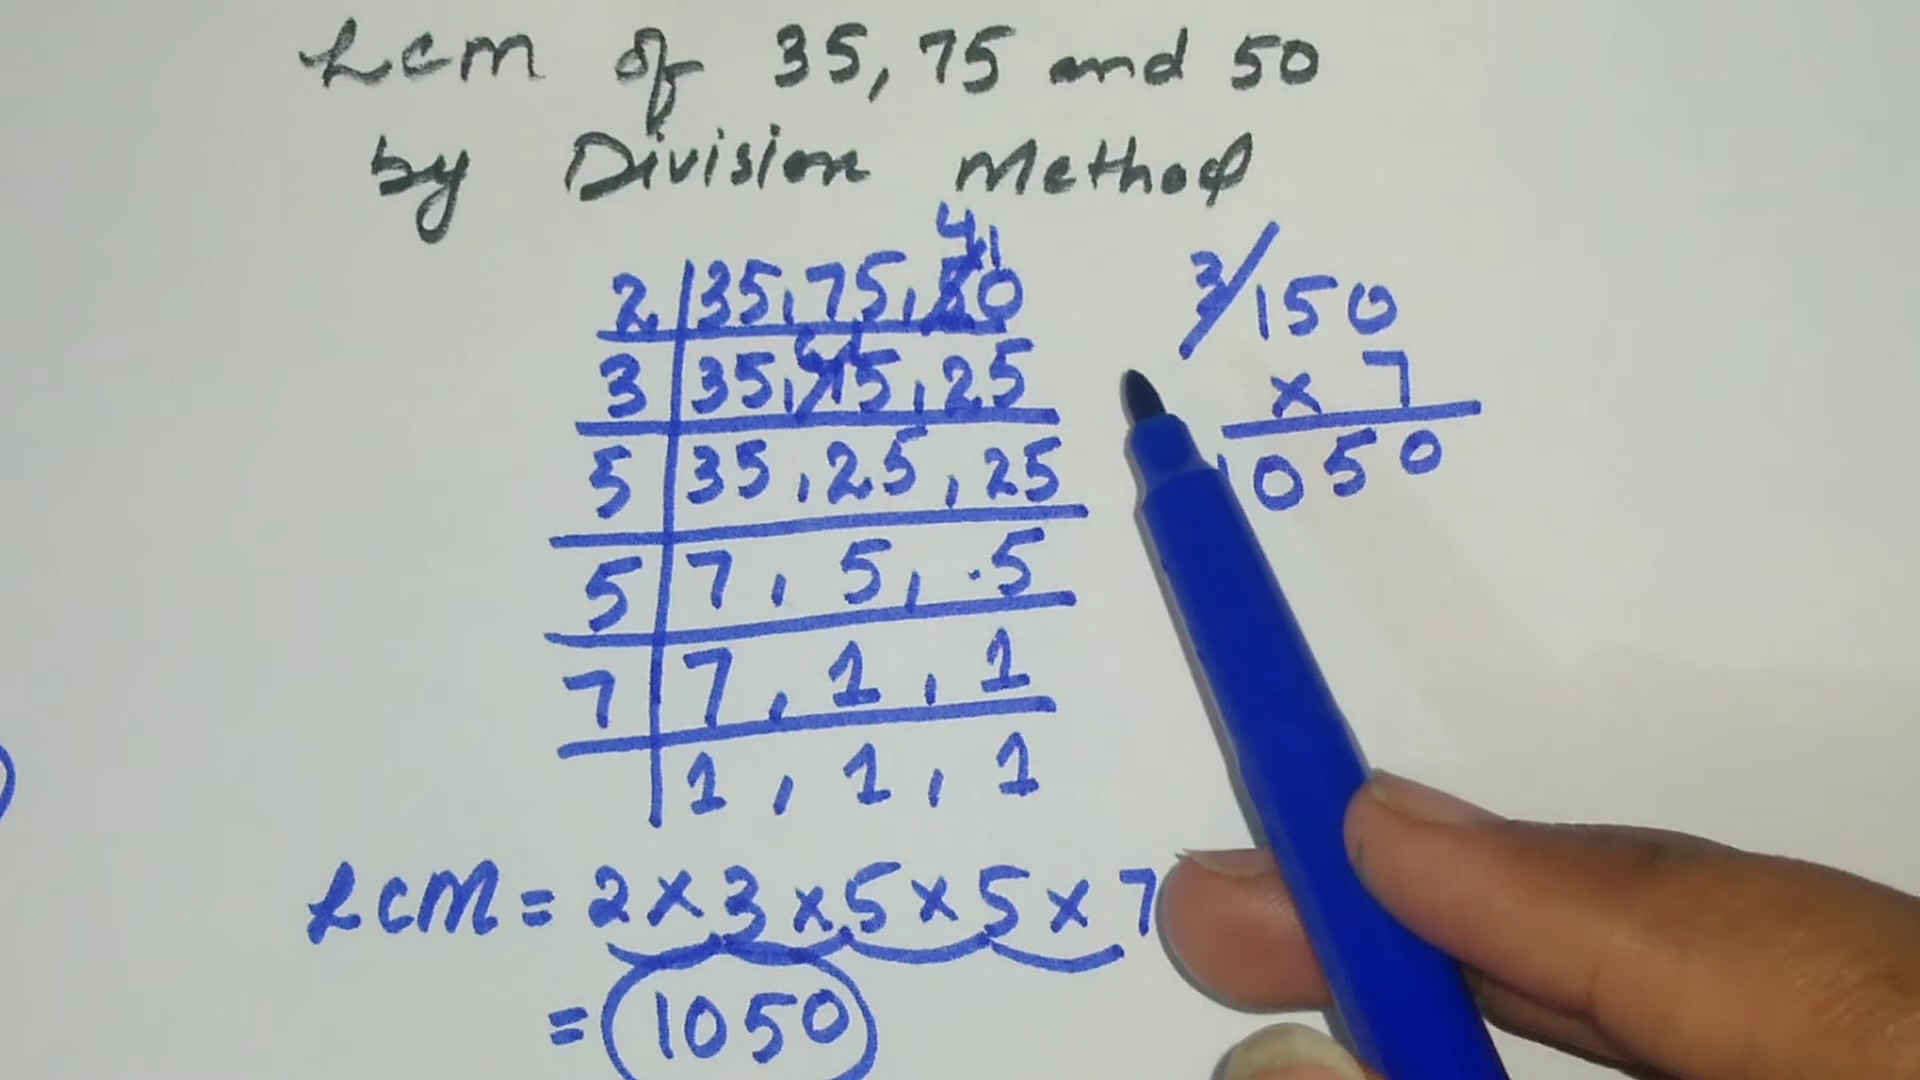 LCM of 35, 75 and 50
by Division Method
2 | 35, 75, 50
3 | 35, 75, 25
5 | 35, 25, 25
5 | 7, 5, 5
7 | 7, 1, 1
1, 1, 1
LCM = 2 × 3 × 5 × 5 × 7
= 1050
3/150
× 7
1050